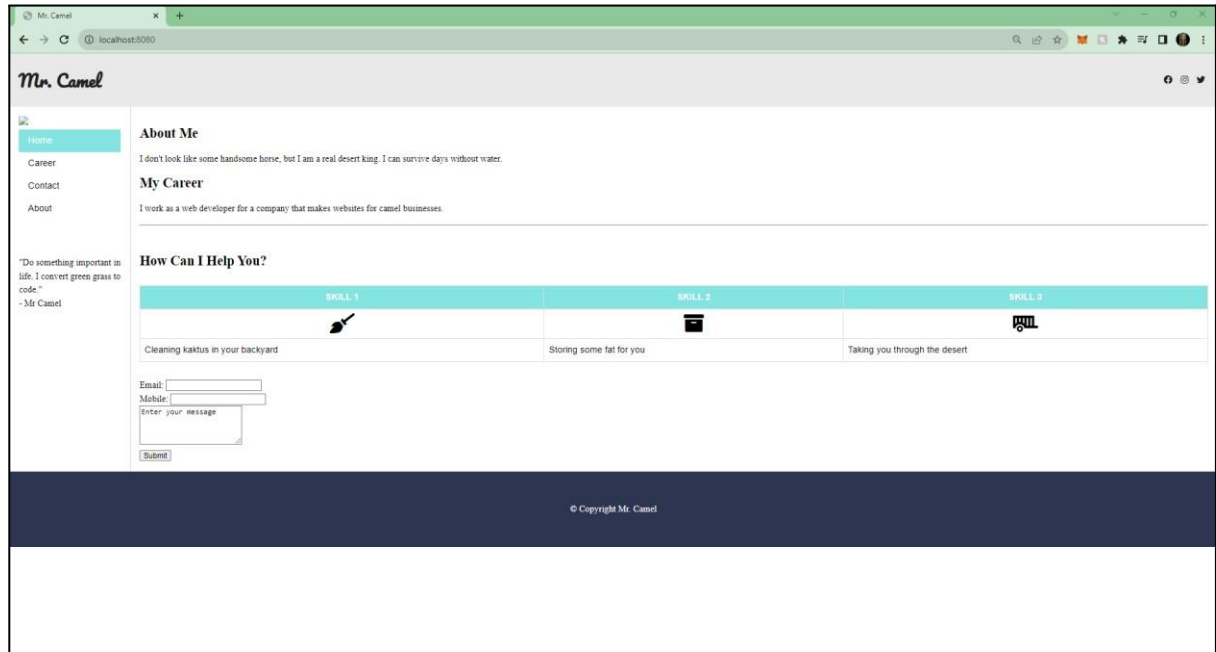 Mr. Camel
localhost:8080
Mr. Camel
Home
Career
Contact
About
"Do something important in
life. I convert green grass to
code."
- Mr Camel
About Me
I don't look like some handsome horse, but I am a real desert king. I can survive days without water.
My Career
I work as a web developer for a company that makes websites for camel businesses.
How Can I Help You?
SKILL 1 SKILL 2 SKILL 3
Cleaning kaktus in your backyard Storing some fat for you Taking you through the desert
Email:
Mobile:
Enter your message
Submit
© Copyright Mr. Camel